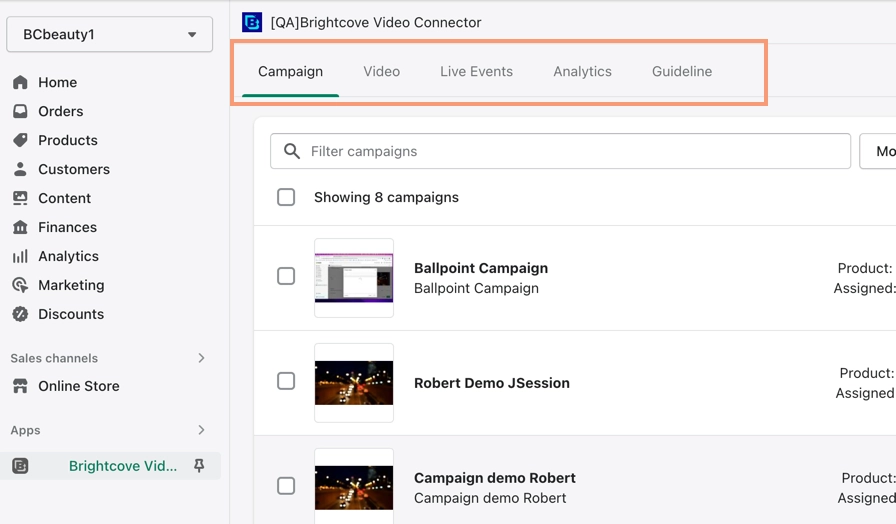 BCbeauty1
Home
Orders
Products
Customers
Content
Finances
Analytics
Marketing
Discounts
Sales channels
Online Store
Apps
Brightcove Vid...
[QA]Brightcove Video Connector
Campaign Video Live Events Analytics Guideline
Filter campaigns
Mo
Showing 8 campaigns
Ballpoint Campaign
Ballpoint Campaign
Product:
Assigned:
Robert Demo JSession
Product:
Assigned
Campaign demo Robert
Campaign demo Robert
Product:
Assigned